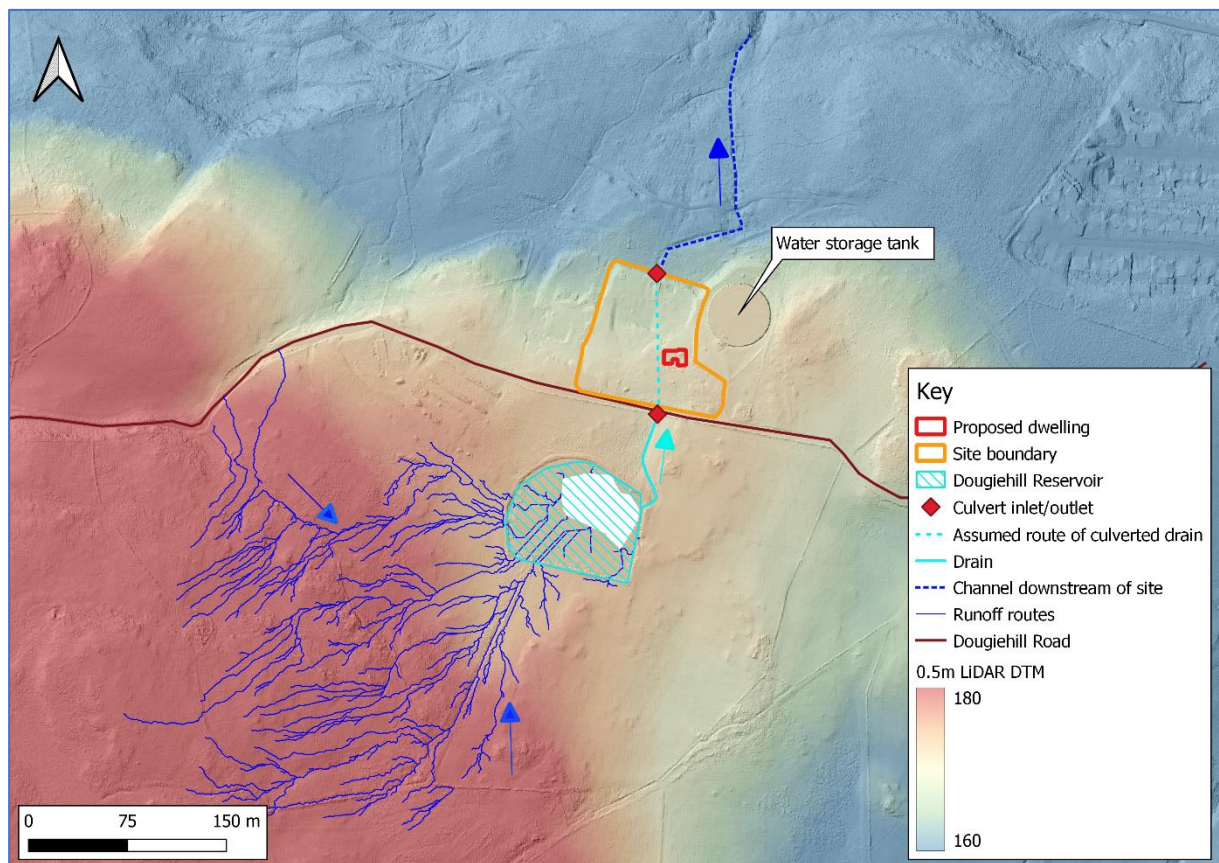 Water storage tank
Key
Proposed dwelling
Site boundary
Dougiehill Reservoir
Culvert inlet/outlet
Assumed route of culverted drain
Drain
Channel downstream of site
Runoff routes
Dougiehill Road
0.5m LiDAR DTM
180
160
0 75 150 m